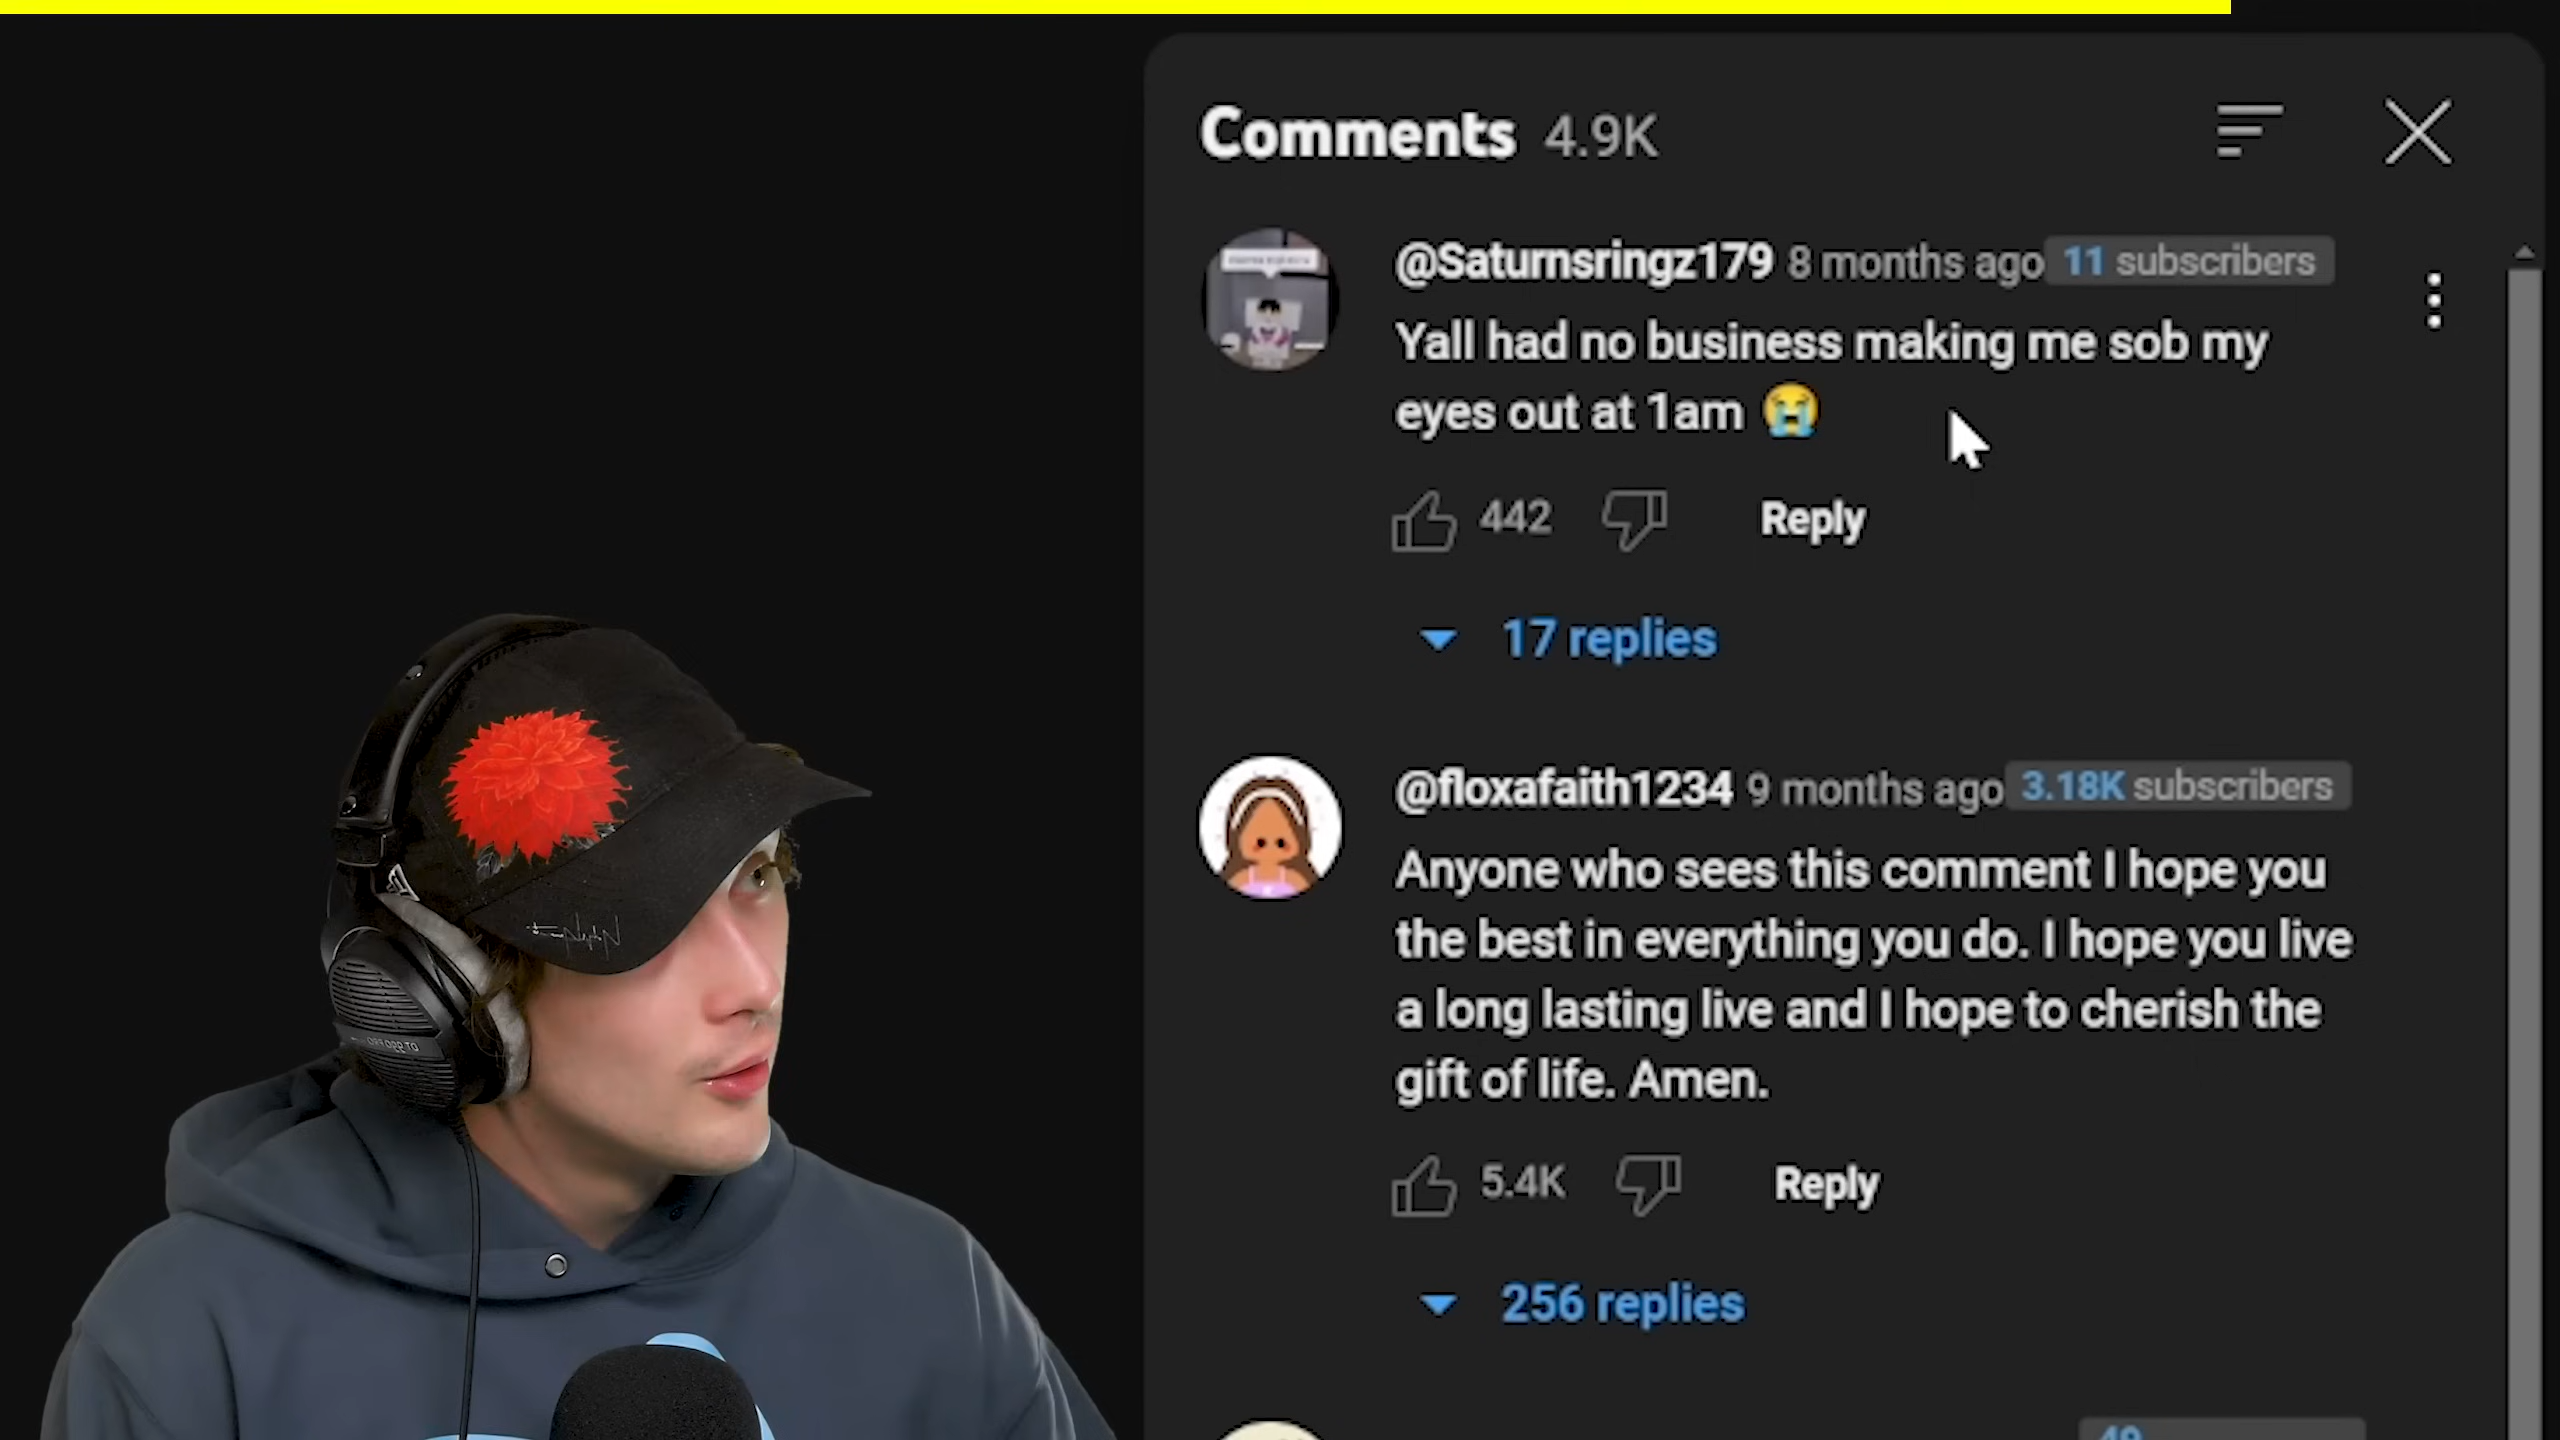 Comments 4.9K
@Saturnsringz179 8 months ago 11 subscribers
Yall had no business making me sob my
eyes out at 1am 😭
442 Reply
17 replies
@floxafaith1234 9 months ago 3.18K subscribers
Anyone who sees this comment I hope you
the best in everything you do. I hope you live
a long lasting live and I hope to cherish the
gift of life. Amen.
5.4K Reply
256 replies